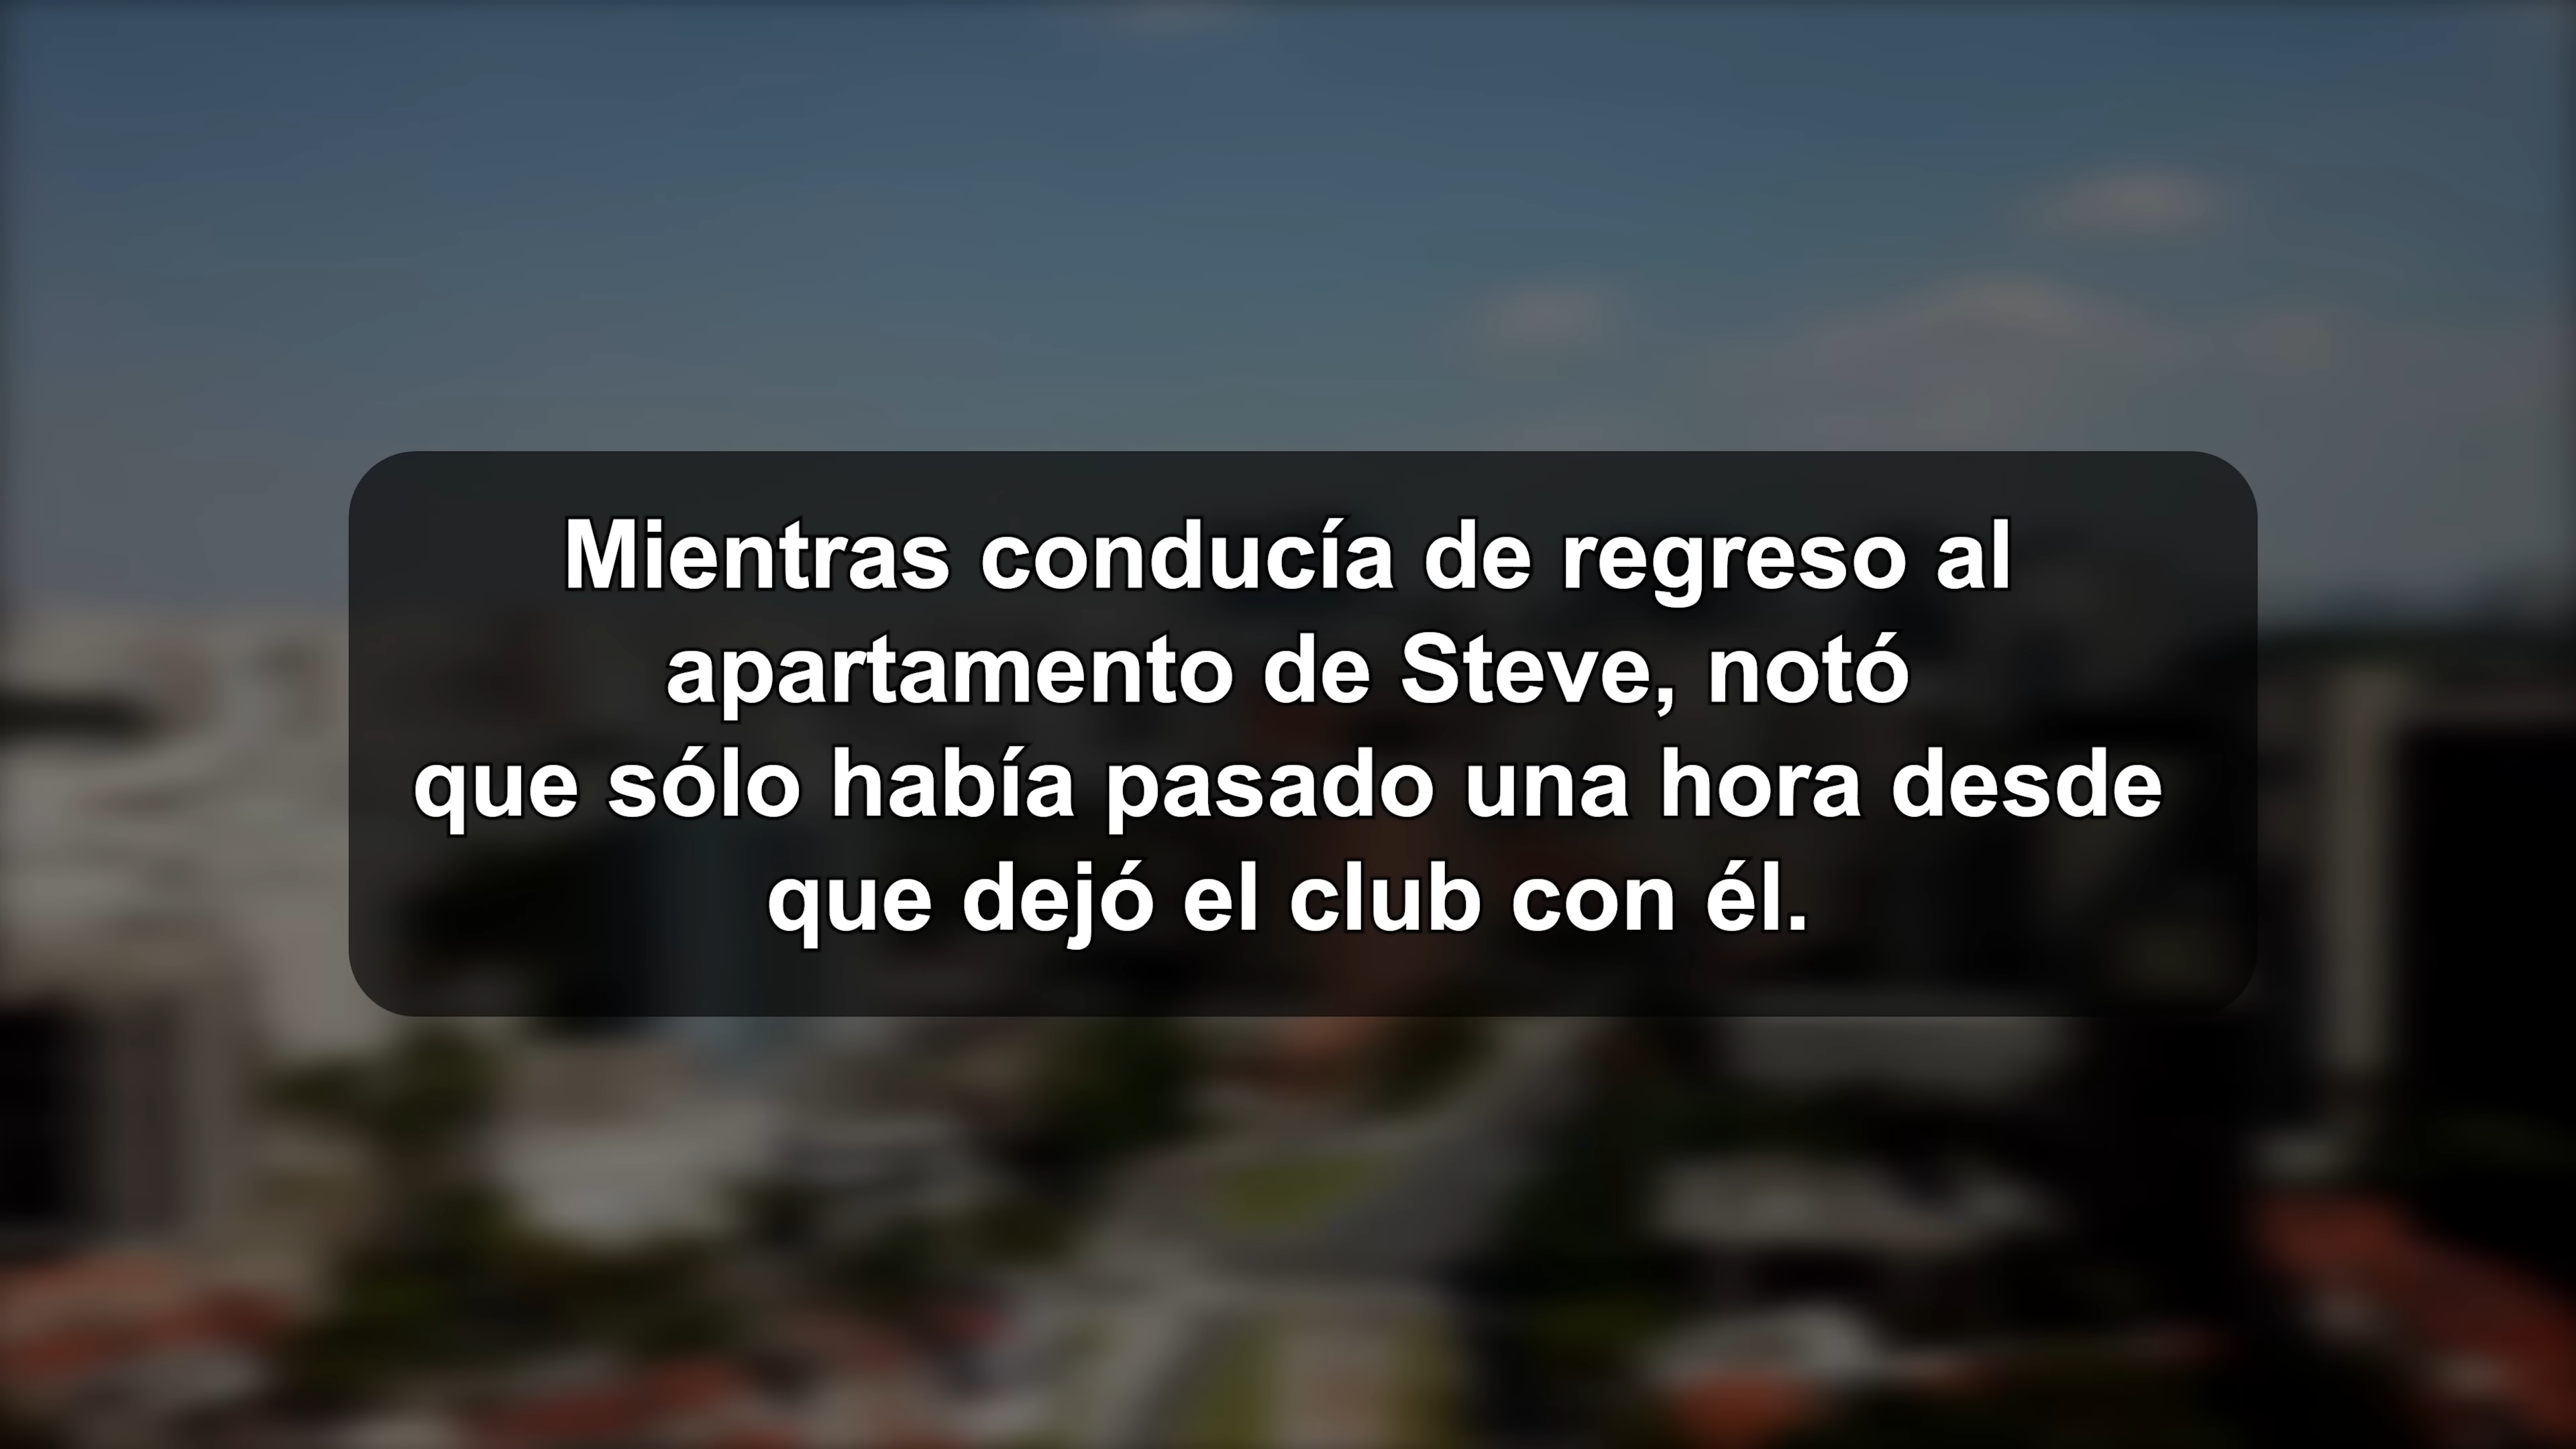 Mientras conducía de regreso al
apartamento de Steve, notó
que sólo había pasado una hora desde
que dejó el club con él.